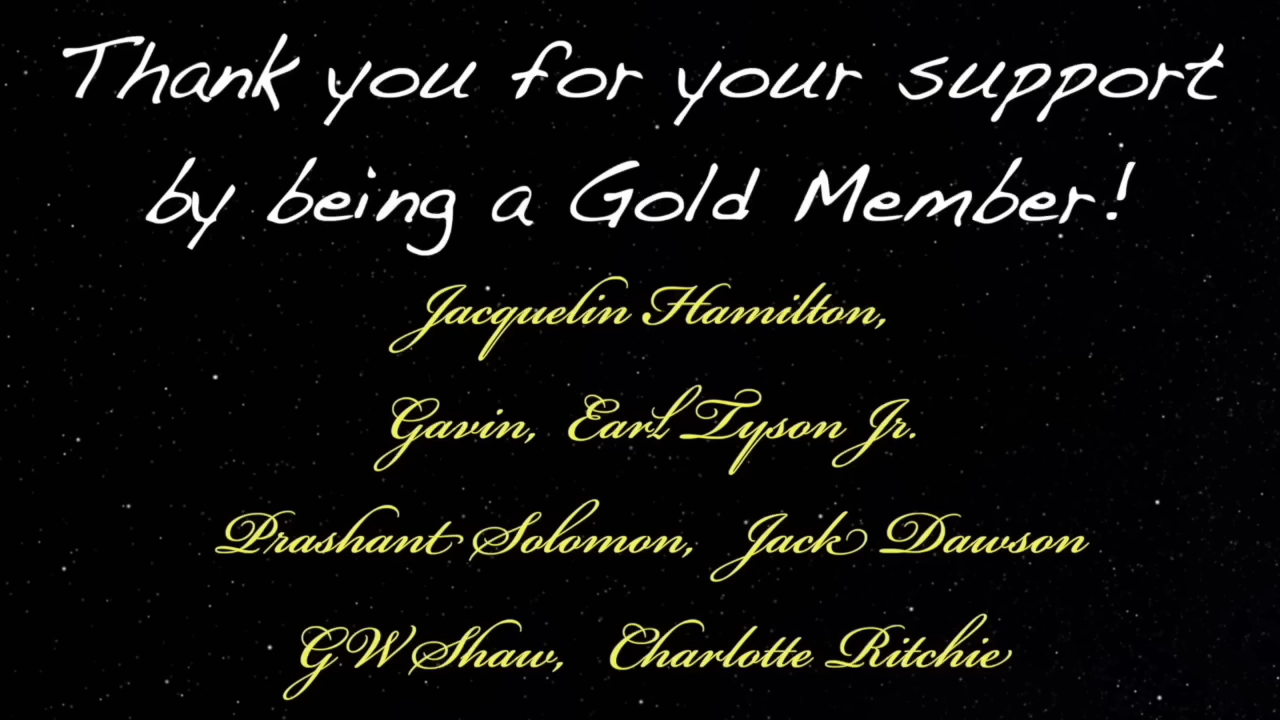 Thank you for your support
by being a Gold Member!
Jacquelin Hamilton,
Gavin, Earl Tyson Jr.
Prashant Solomon, Jack Dawson
GW Shaw, Charlotte Ritchie